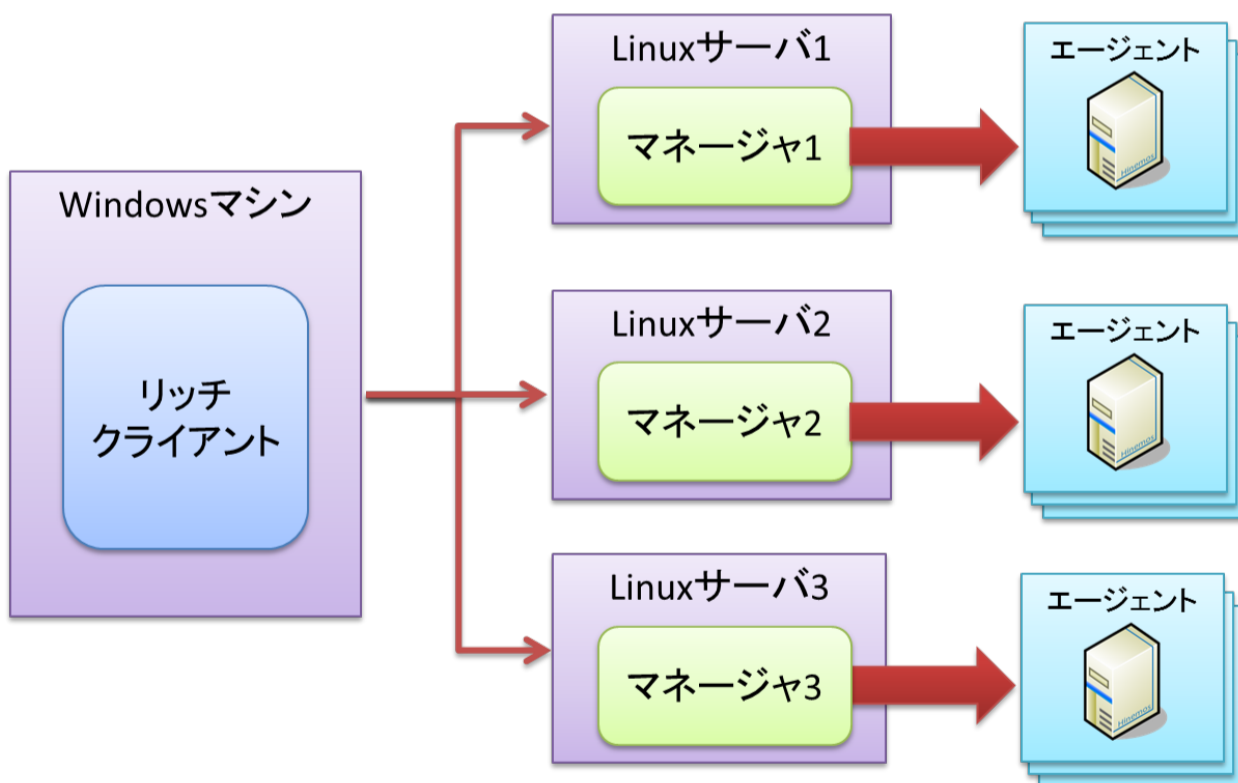 Windowsマシン
リッチ
クライアント
Linuxサーバ1
マネージャ1
エージェント
Hinemos
Linuxサーバ2
マネージャ2
エージェント
Hinemos
Linuxサーバ3
マネージャ3
エージェント
Hinemos